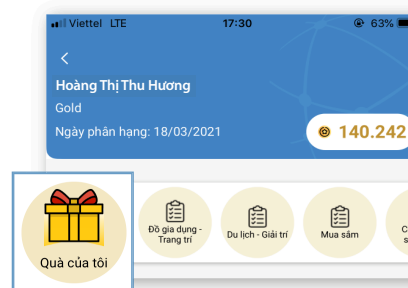 Viettel LTE 17:30 63%
Hoàng Thị Thu Hương
Gold
Ngày phân hạng: 18/03/2021
140.242
Quà của tôi
Đồ gia dụng -
Trang trí
Du lịch - Giải trí
Mua sắm